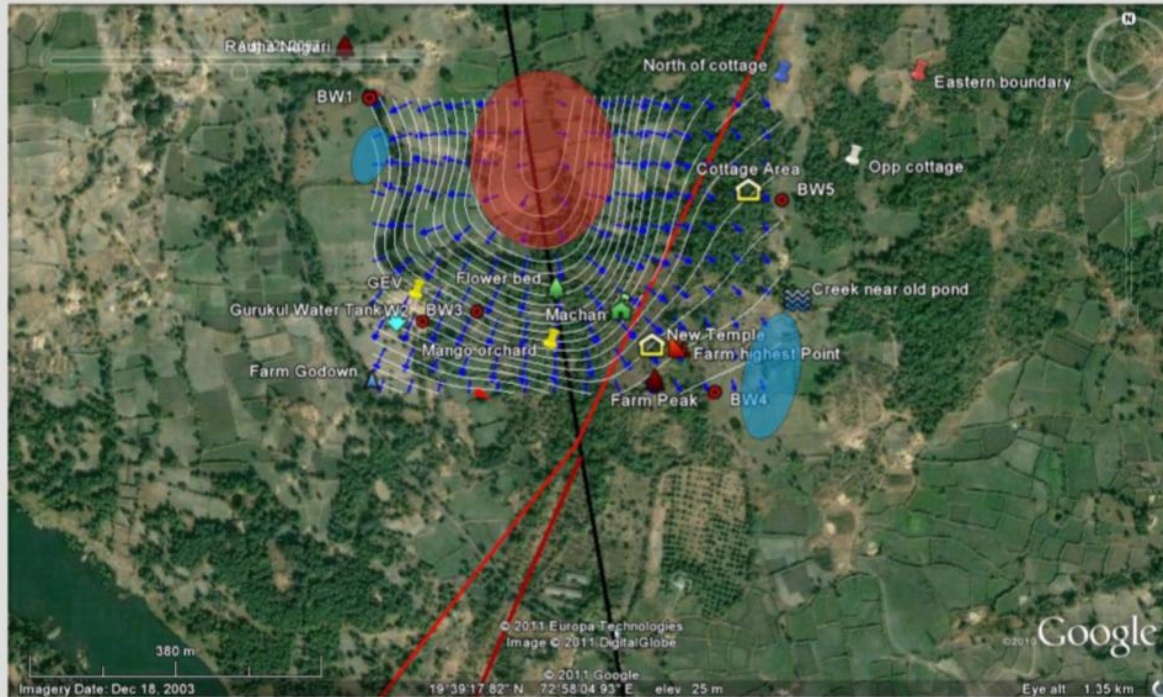 Radha Nagari
BW1
North of cottage
Eastern boundary
Opp cottage
Cottage Area
BW5
GEV
Flower bed
Creek near old pond
Gurukul Water Tank
W2
BW3
Machan
New Temple
Mango orchard
Farm highest Point
Farm Godown
Farm Peak
BW4
N
© 2011 Europa Technologies
Image © 2011 DigitalGlobe
© 2011 Google
©2010 Google
380 m
Imagery Date: Dec 18, 2003
19°39'17.82" N 72°58'04.93" E elev 25 m
Eye alt 1.35 km